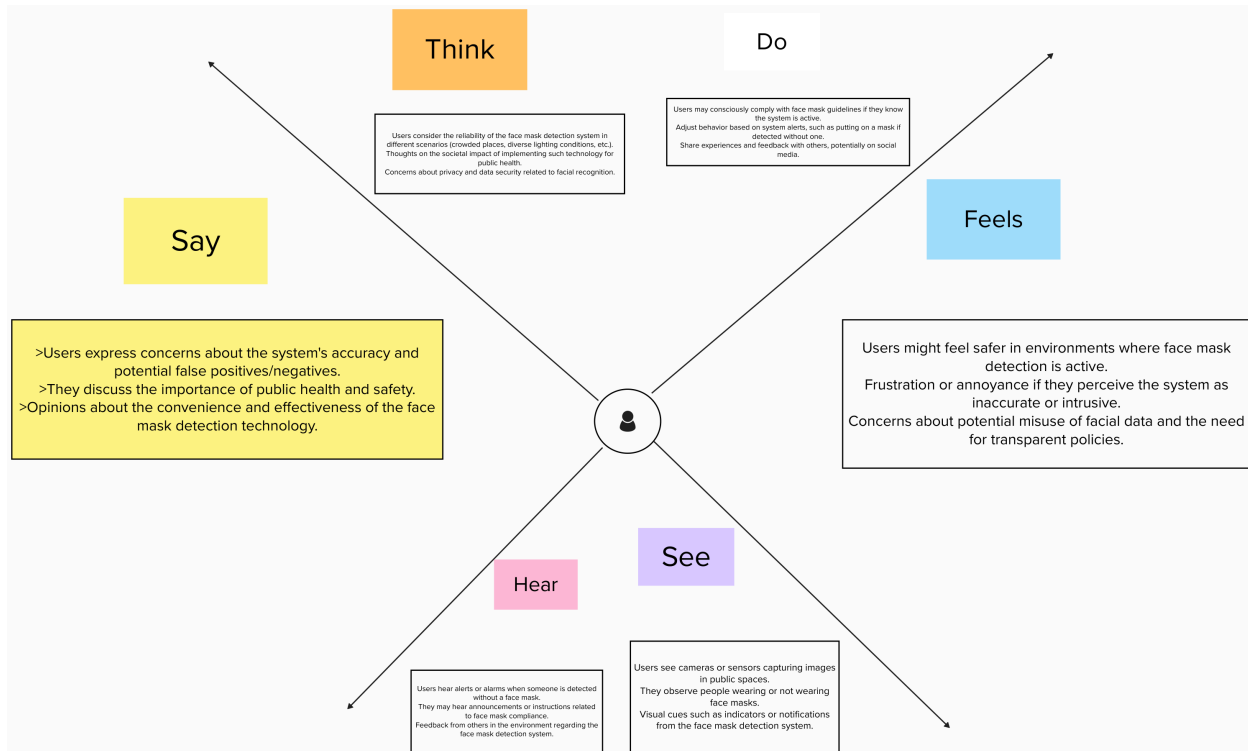 Think
Do
Users consider the reliability of the face mask detection system in
different scenarios (crowded places, diverse lighting conditions, etc.).
Thoughts on the societal impact of implementing such technology for
public health.
Concerns about privacy and data security related to facial recognition.
Users may consciously comply with face mask guidelines if they know
the system is active.
Adjust behavior based on system alerts, such as putting on a mask if
detected without one.
Share experiences and feedback with others, potentially on social
media.
Say
Feels
>Users express concerns about the system's accuracy and
potential false positives/negatives.
>They discuss the importance of public health and safety.
>Opinions about the convenience and effectiveness of the face
mask detection technology.
Users might feel safer in environments where face mask
detection is active.
Frustration or annoyance if they perceive the system as
inaccurate or intrusive.
Concerns about potential misuse of facial data and the need
for transparent policies.
Hear
See
Users hear alerts or alarms when someone is detected
without a face mask.
They may hear announcements or instructions related
to face mask compliance.
Feedback from others in the environment regarding the
face mask detection system.
Users see cameras or sensors capturing images
in public spaces.
They observe people wearing or not wearing
face masks.
Visual cues such as indicators or notifications
from the face mask detection system.